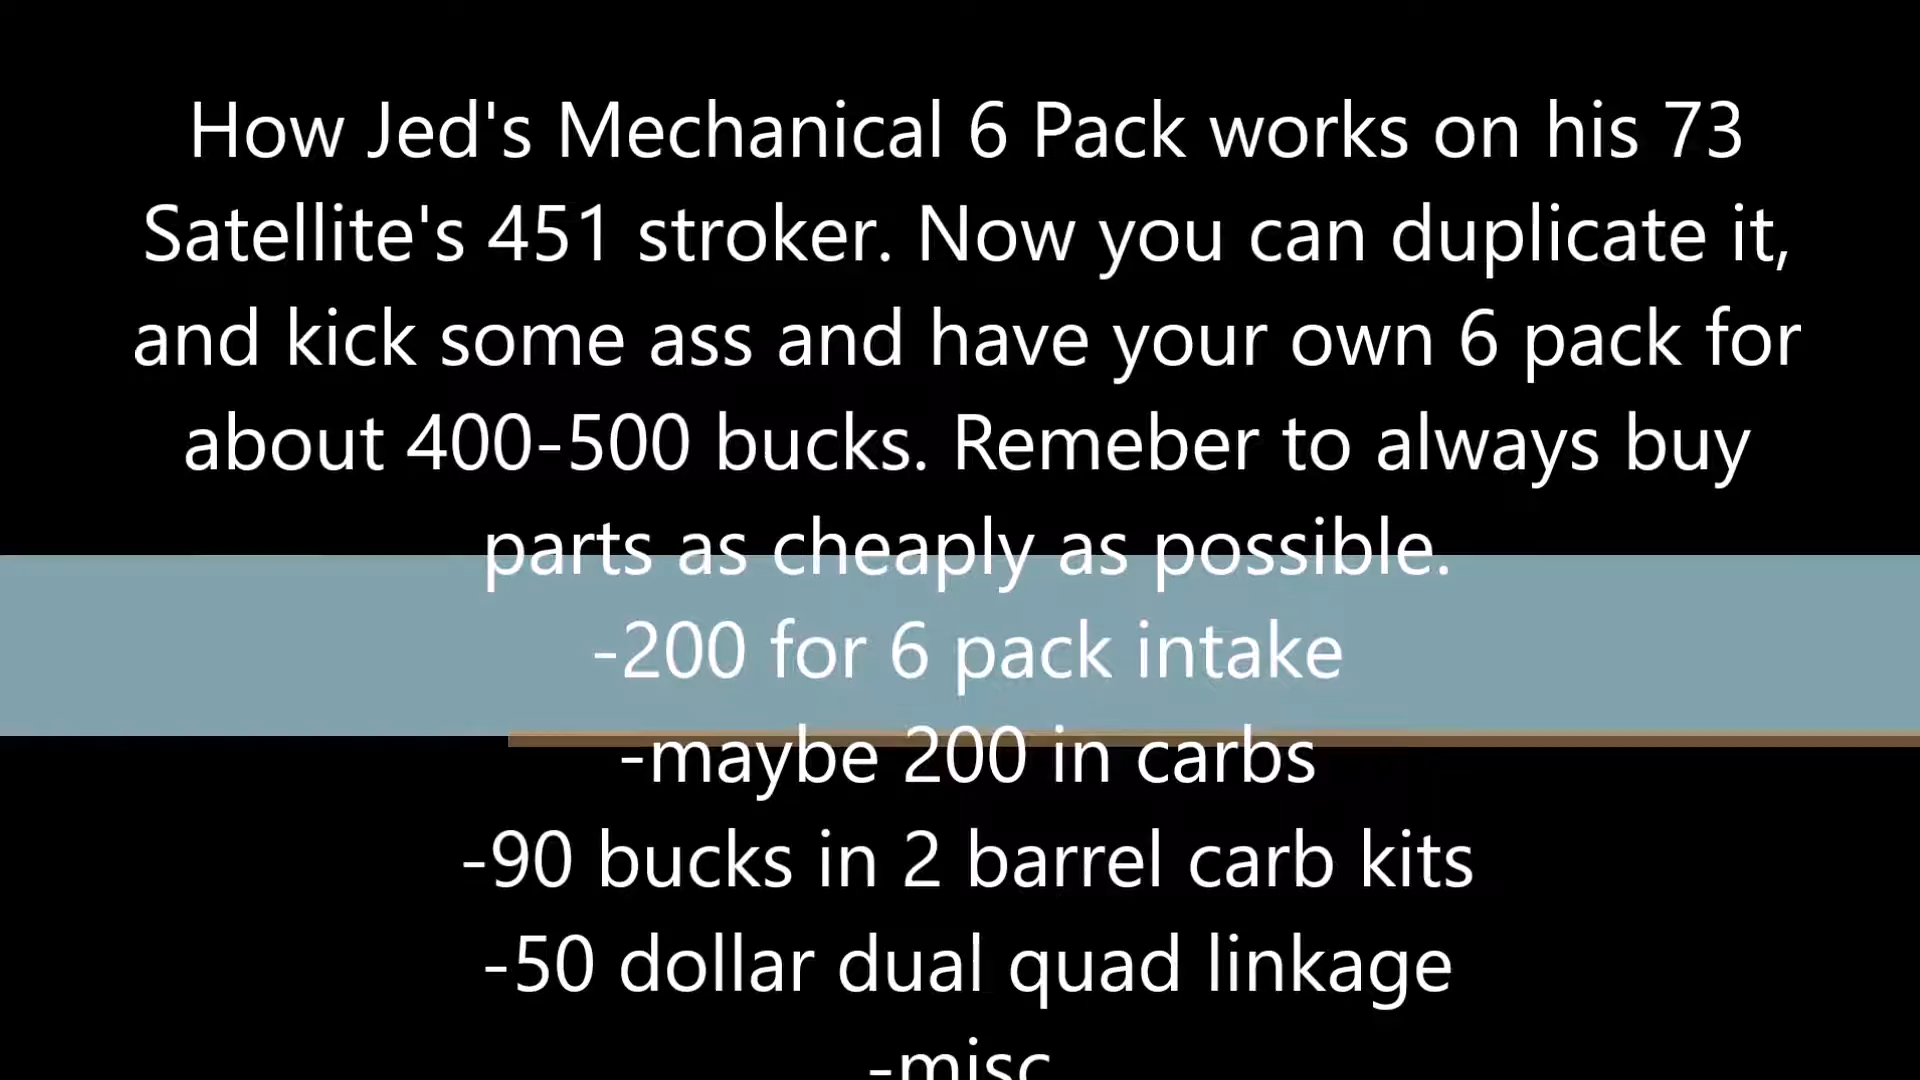 How Jed's Mechanical 6 Pack works on his 73
Satellite's 451 stroker. Now you can duplicate it,
and kick some ass and have your own 6 pack for
about 400-500 bucks. Remeber to always buy
parts as cheaply as possible.
-200 for 6 pack intake
-maybe 200 in carbs
-90 bucks in 2 barrel carb kits
-50 dollar dual quad linkage
-misc